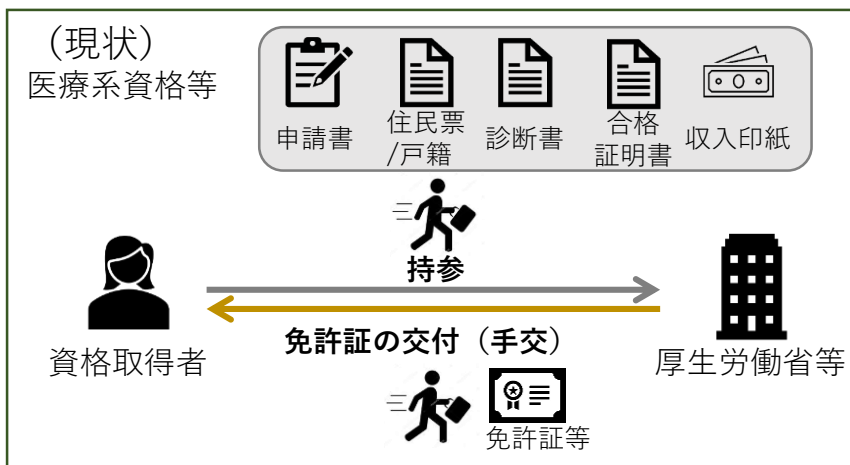 （現状）
医療系資格等
申請書
住民票
/戸籍
診断書
合格
証明書
収入印紙
持参
資格取得者
免許証の交付（手交）
厚生労働省等
免許証等